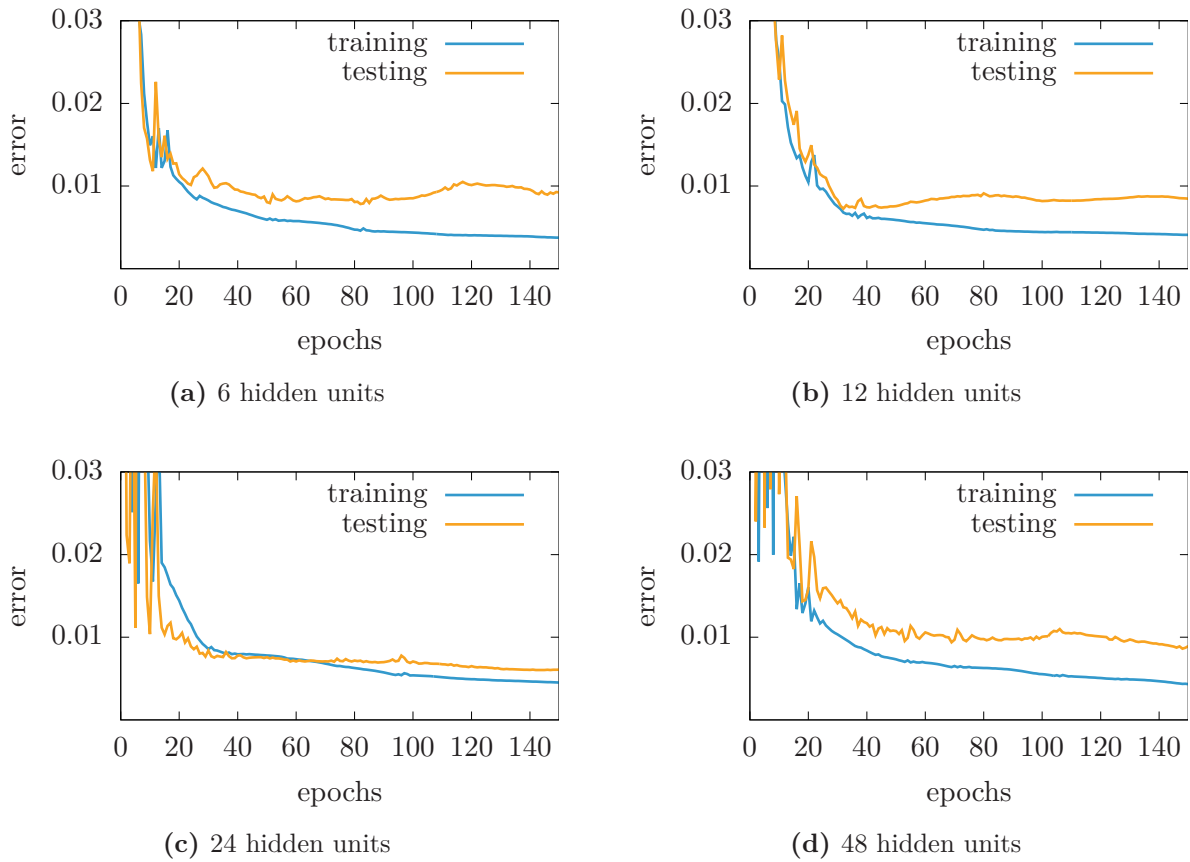 0.03
0.02
0.01
error
training
testing
0 20 40 60 80 100 120 140
epochs
(a) 6 hidden units
0.03
0.02
0.01
error
training
testing
0 20 40 60 80 100 120 140
epochs
(b) 12 hidden units
0.03
0.02
0.01
error
training
testing
0 20 40 60 80 100 120 140
epochs
(c) 24 hidden units
0.03
0.02
0.01
error
training
testing
0 20 40 60 80 100 120 140
epochs
(d) 48 hidden units